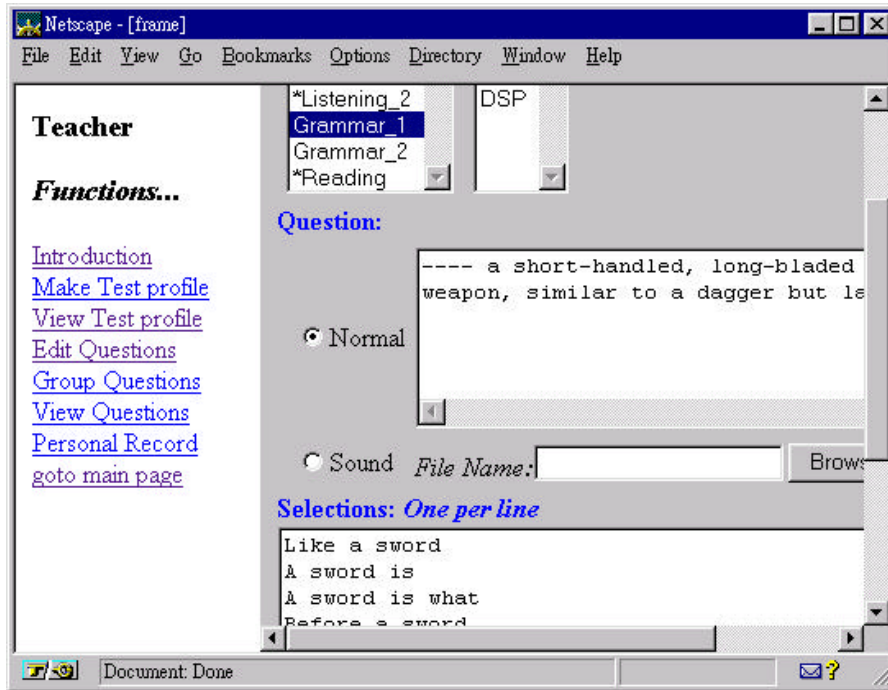 Netscape - [frame]
File Edit View Go Bookmarks Options Directory Window Help
Teacher
Functions...
Introduction
Make Test profile
View Test profile
Edit Questions
Group Questions
View Questions
Personal Record
goto main page
*Listening_2
Grammar_1
Grammar_2
*Reading
DSP
Question:
Normal
---- a short-handled, long-bladed
weapon, similar to a dagger but la
Sound File Name: Brows
Selections: One per line
Like a sword
A sword is
A sword is what
Before a sword
Document: Done